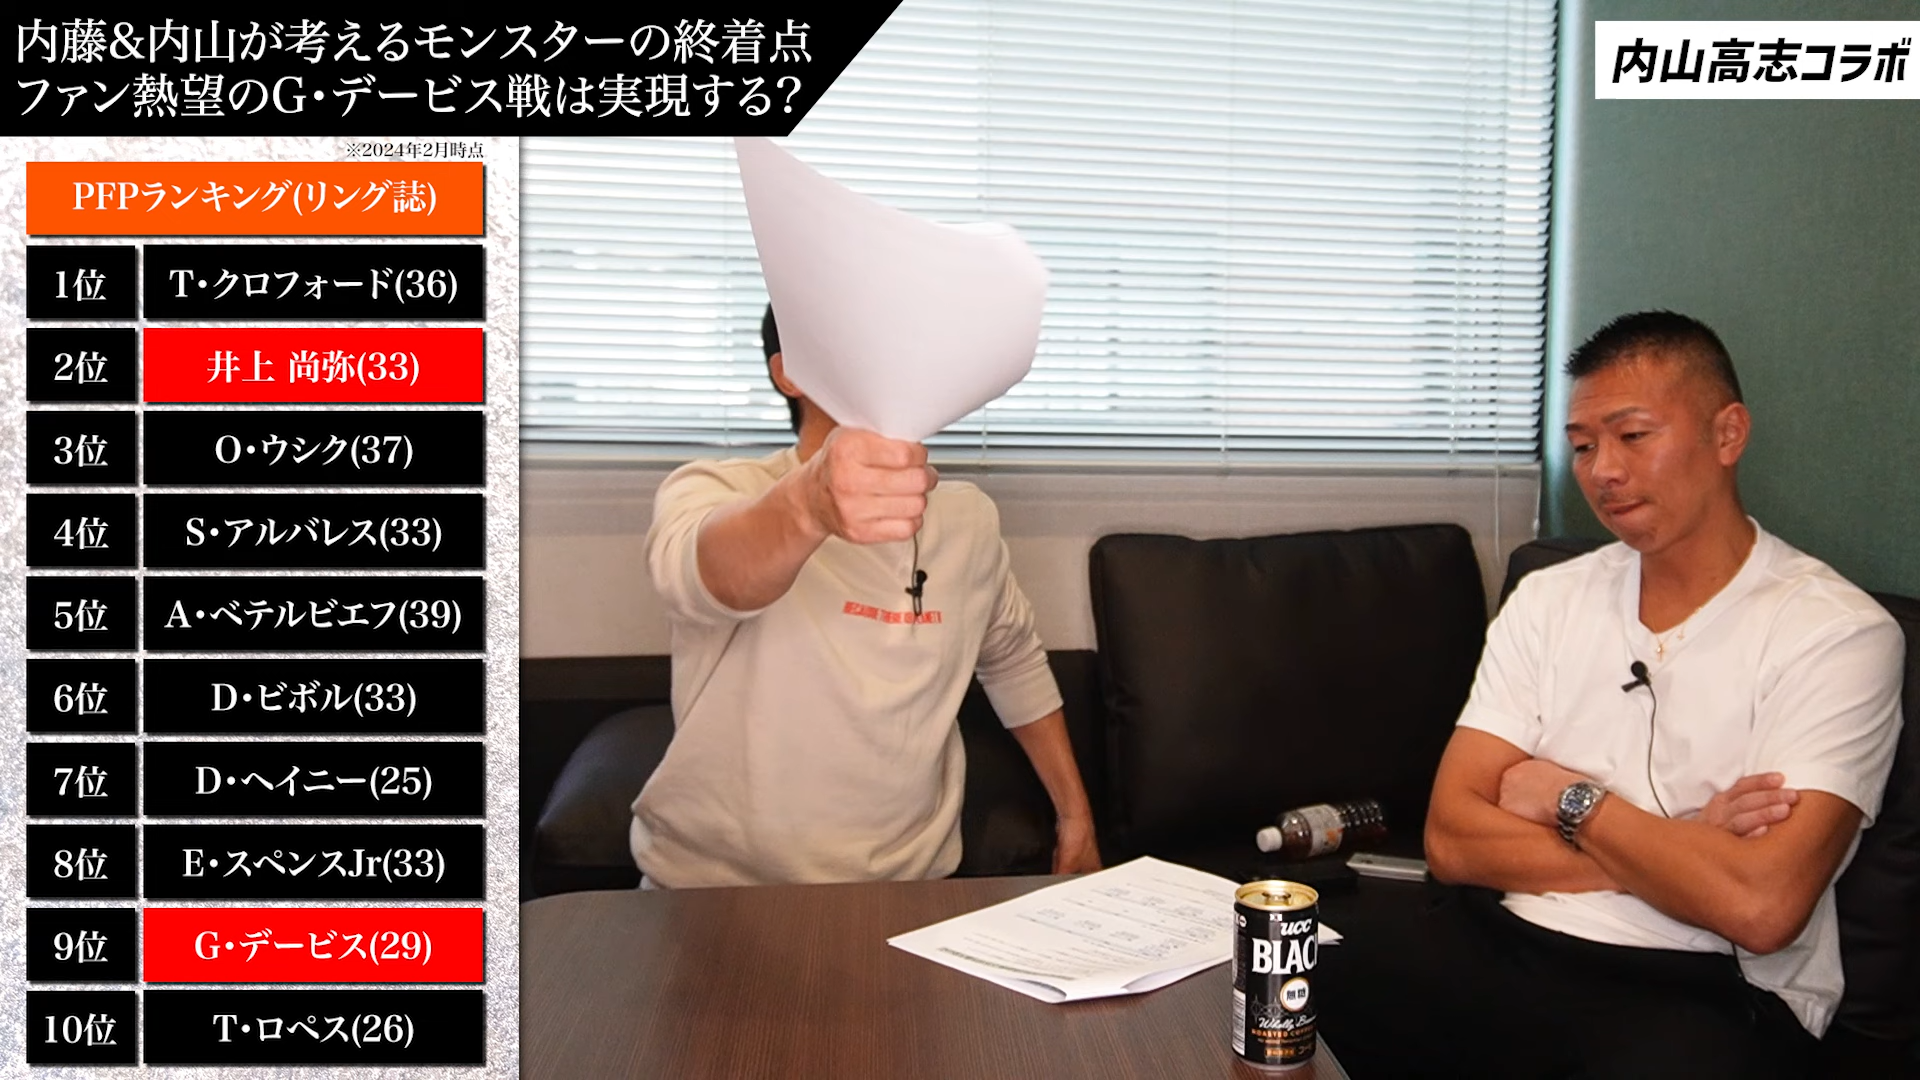 内藤&内山が考えるモンスターの終着点
ファン熱望のG・デービス戦は実現する?
内山高志コラボ
※2024年2月時点
PFPランキング(リング誌)
1位 T・クロフォード(36)
2位 井上 尚弥(33)
3位 O・ウシク(37)
4位 S・アルバレス(33)
5位 A・ベテルビエフ(39)
6位 D・ビボル(33)
7位 D・ヘイニー(25)
8位 E・スペンスJr(33)
9位 G・デービス(29)
10位 T・ロペス(26)
ucc
BLAC
無糖